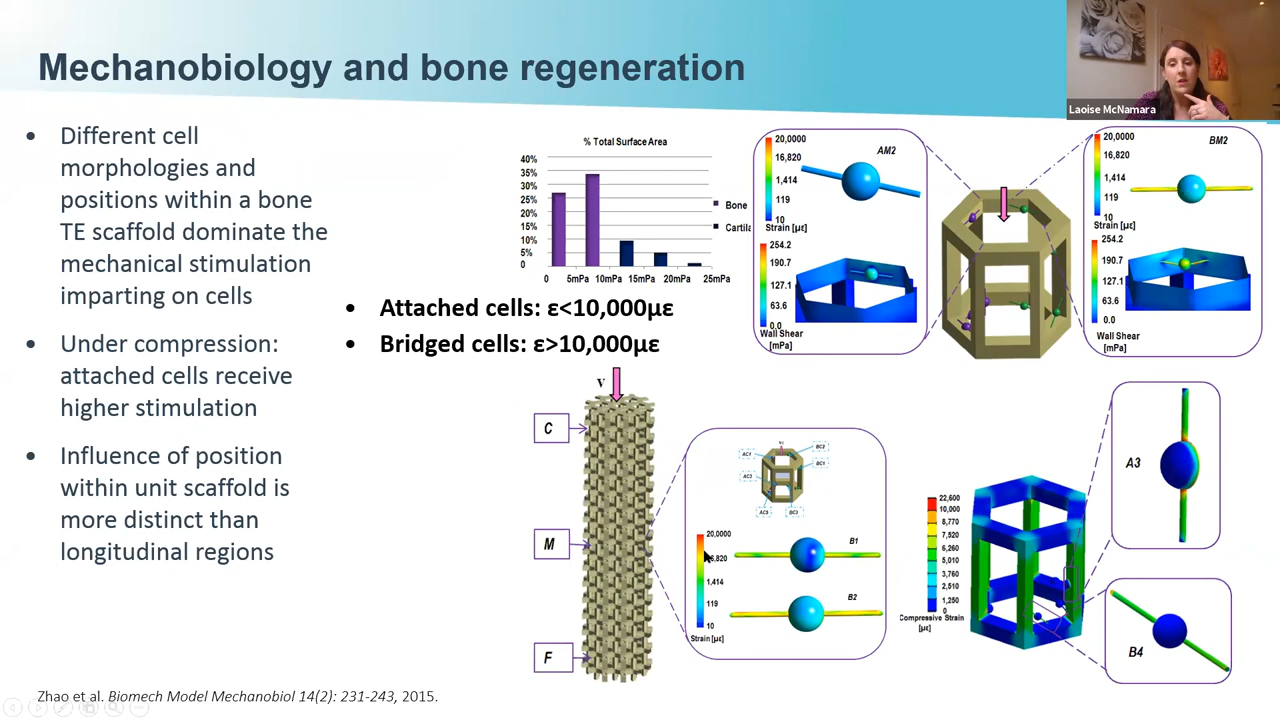 Mechanobiology and bone regeneration
Laoise McNamara
• Different cell
morphologies and
positions within a bone
TE scaffold dominate the
mechanical stimulation
imparting on cells
• Under compression:
attached cells receive
higher stimulation
• Influence of position
within unit scaffold is
more distinct than
longitudinal regions
% Total Surface Area
40%
35%
30%
25%
20%
15%
10%
5%
0
0 5mPa 10mPa 15mPa 20mPa 25mPa
Bone
Cartila
• Attached cells: ε<10,000με
• Bridged cells: ε>10,000με
AM2
20,0000
16,820
1,414
119
10
Strain [με]
254.2
190.7
127.1
63.6
0.0
Wall Shear
[mPa]
BM2
20,0000
16,820
1,414
119
10
Strain [με]
254.2
190.7
127.1
63.6
0.0
Wall Shear
[mPa]
V
C
M
F
AC1
BC2
BC1
AC3
BC3
20,0000
6,820
1,414
119
10
Strain [με]
B1
B2
22,600
10,000
8,770
7,520
6,260
5,010
3,760
2,510
1,250
0
Compressive Strain
[με]
A3
B4
Zhao et al. Biomech Model Mechanobiol 14(2): 231-243, 2015.